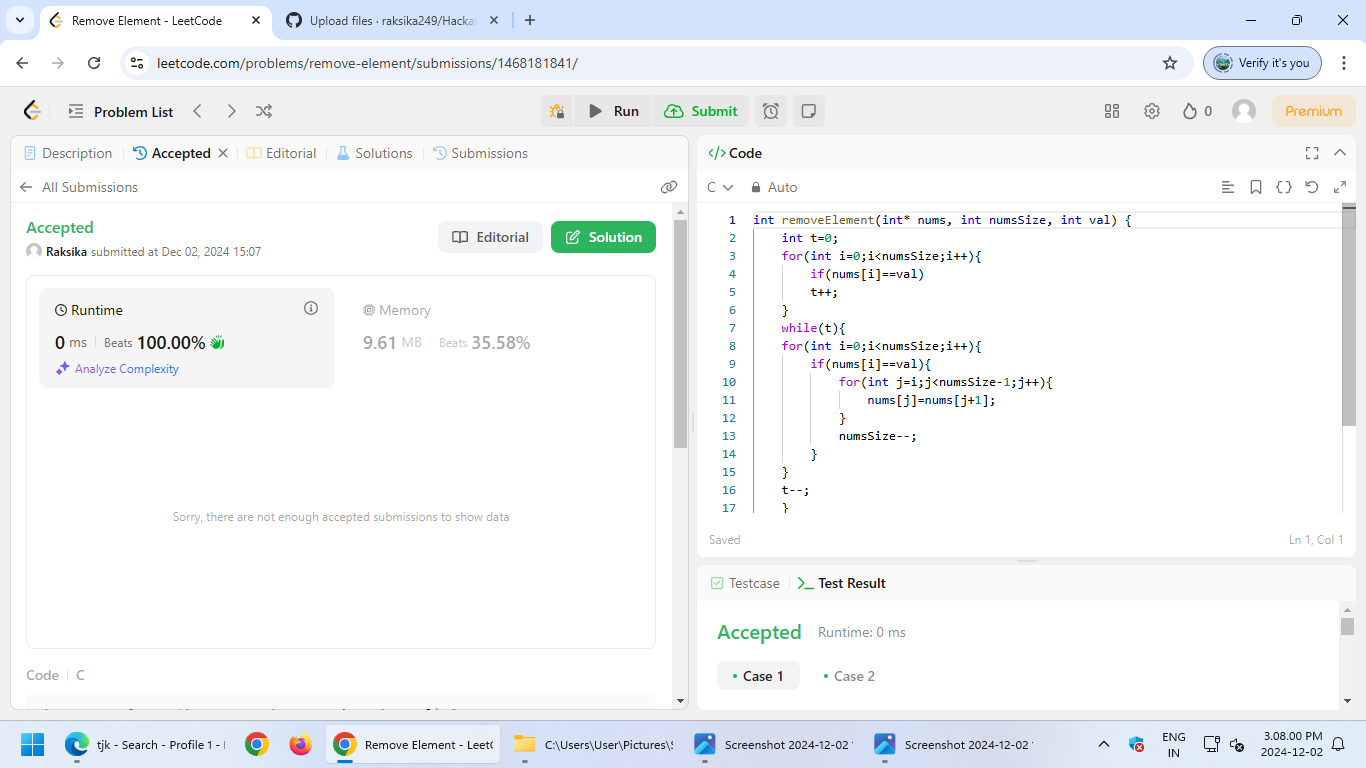 Remove Element - LeetCode
Upload files · raksika249/Hacka
leetcode.com/problems/remove-element/submissions/1468181841/
Verify it's you
Problem List
Run
Submit
0
Premium
Description
Accepted
Editorial
Solutions
Submissions
All Submissions
Accepted
Raksika submitted at Dec 02, 2024 15:07
Editorial
Solution
Runtime
0 ms
Beats 100.00%
Analyze Complexity
Memory
9.61 MB
Beats 35.58%
Sorry, there are not enough accepted submissions to show data
Code
C
</> Code
C
Auto
1 int removeElement(int* nums, int numsSize, int val) {
2 int t=0;
3 for(int i=0;i<numsSize;i++){
4 if(nums[i]==val)
5 t++;
6 }
7 while(t){
8 for(int i=0;i<numsSize;i++){
9 if(nums[i]==val){
10 for(int j=i;j<numsSize-1;j++){
11 nums[j]=nums[j+1];
12 }
13 numsSize--;
14 }
15 }
16 t--;
17 }
Saved
Ln 1, Col 1
Testcase
Test Result
Accepted
Runtime: 0 ms
Case 1
Case 2
tjk - Search - Profile 1 -
Remove Element - LeetC
C:\Users\User\Pictures\S
Screenshot 2024-12-02
Screenshot 2024-12-02
ENG
IN
3.08.00 PM
2024-12-02